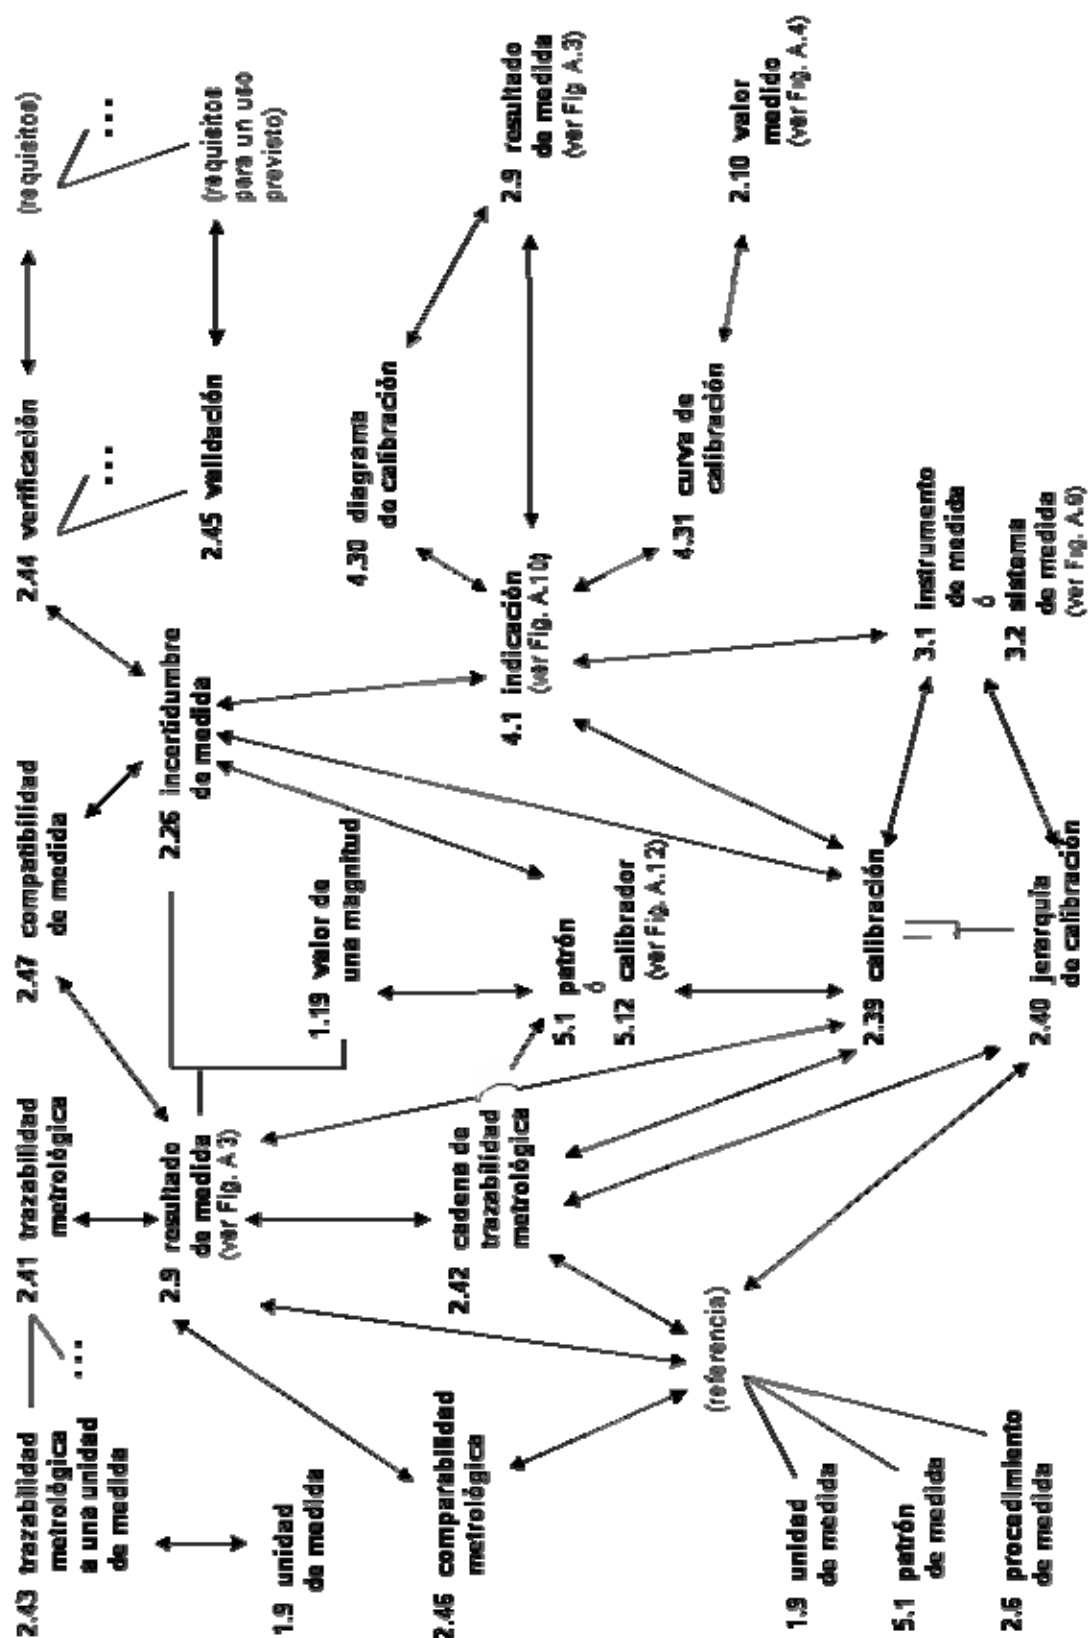 2.43 trazabilidad
metrológica
a una unidad
de medida
...
2.41 trazabilidad
metrológica
2.47 compatibilidad
de medida
2.44 verificación
...
(requisitos)
...
1.9 unidad
de medida
2.9 resultado
de medida
(ver Fig. A3)
2.26 incertidumbre
de medida
2.45 validación
(requisitos
para un uso
previsto)
1.19 valor de
una magnitud
4.30 diagrama
de calibración
2.46 comparabilidad
metrológica
2.42 cadena de
trazabilidad
metrológica
4.1 indicación
(ver Fig. A.10)
2.9 resultado
de medida
(ver Fig. A.3)
5.1 patrón
ó
5.12 calibrador
(ver Fig. A.12)
4.31 curva de
calibración
2.10 valor
medido
(ver Fig. A.4)
(referencia)
1.9 unidad
de medida
5.1 patrón
de medida
2.6 procedimiento
de medida
2.39 calibración
2.40 jerarquía
de calibración
3.1 instrumento
de medida
ó
3.2 sistema
de medida
(ver Fig. A.9)